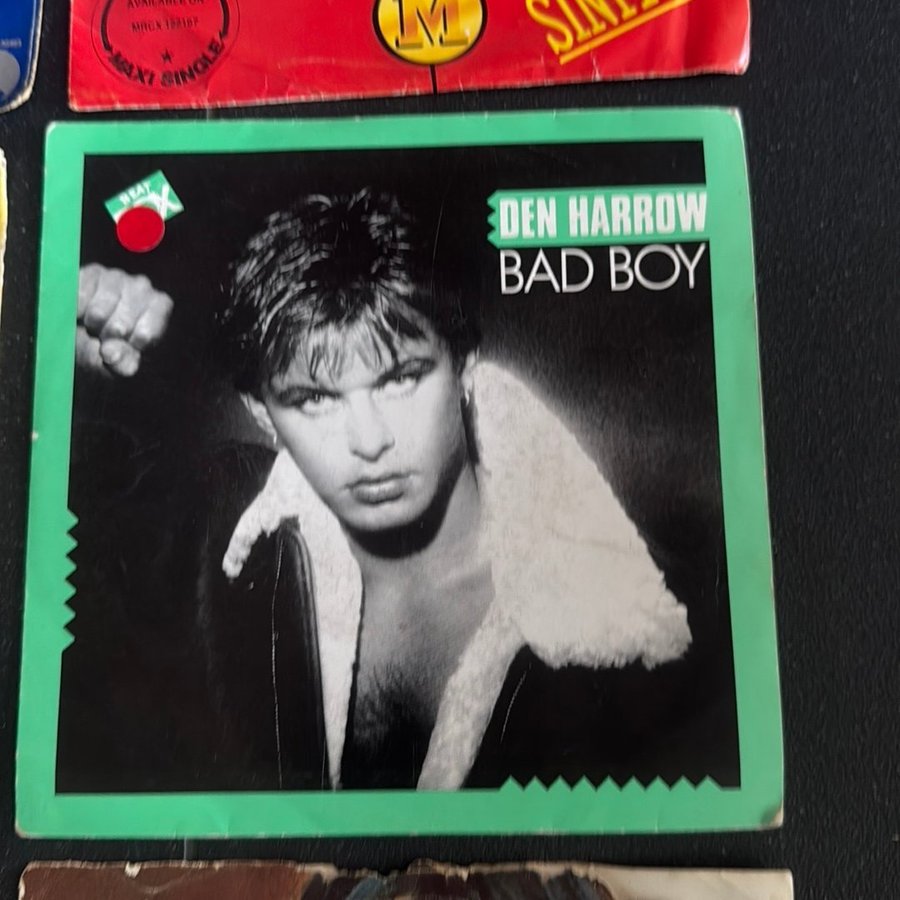 AVAILABLE ON
MAXI SINGLE
M
DEN HARROW
BAD BOY